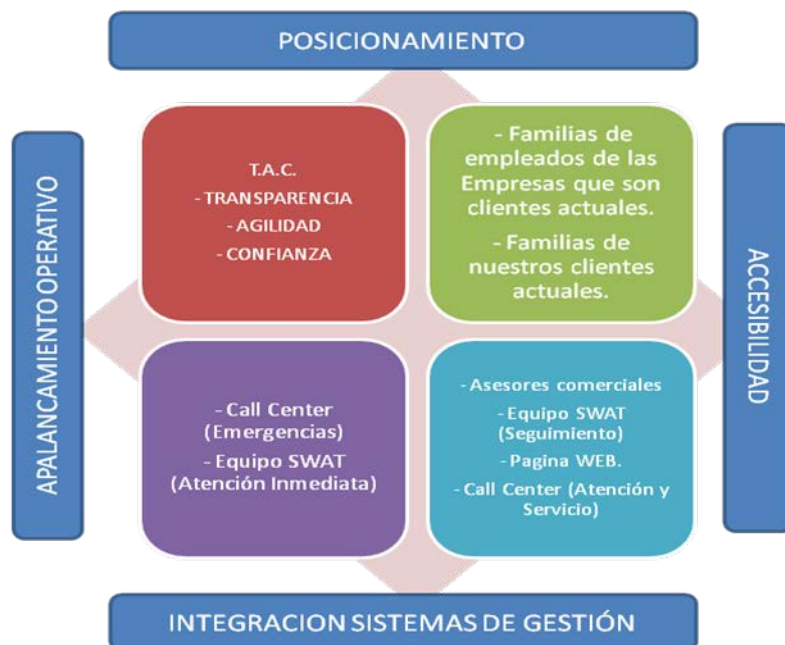 POSICIONAMIENTO
APALANCAMIENTO OPERATIVO
T.A.C.
- TRANSPARENCIA
- AGILIDAD
- CONFIANZA
- Familias de
empleados de las
Empresas que son
clientes actuales.
- Familias de
nuestros clientes
actuales.
ACCESIBILIDAD
- Call Center
(Emergencias)
- Equipo SWAT
(Atención Inmediata)
- Asesores comerciales
- Equipo SWAT
(Seguimiento)
- Pagina WEB.
- Call Center (Atención y
Servicio)
INTEGRACION SISTEMAS DE GESTIÓN